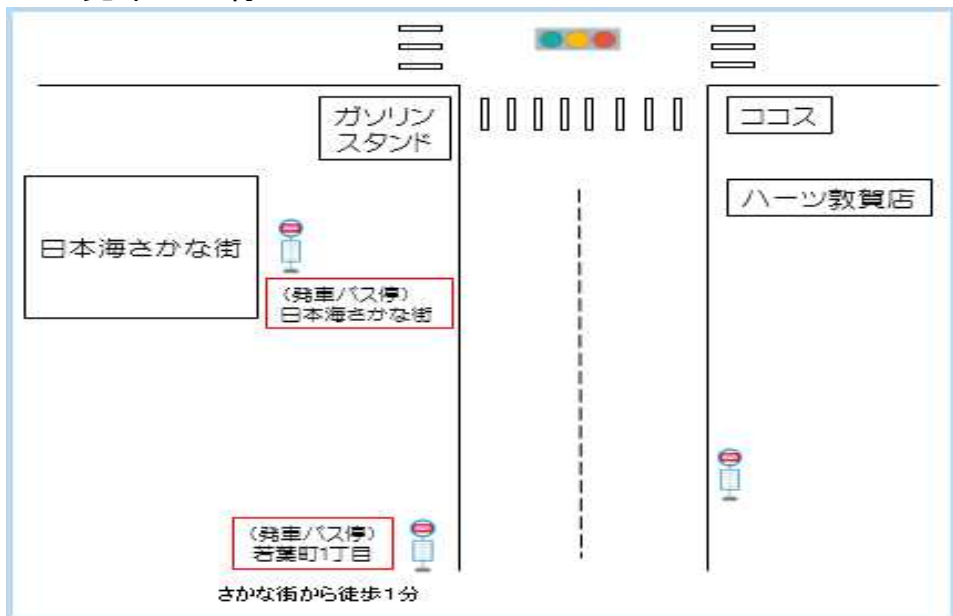 ガソリン
スタンド
ココス
ハーツ敦賀店
日本海さかな街
(発車バス停)
日本海さかな街
(発車バス停)
若葉町1丁目
さかな街から徒歩1分